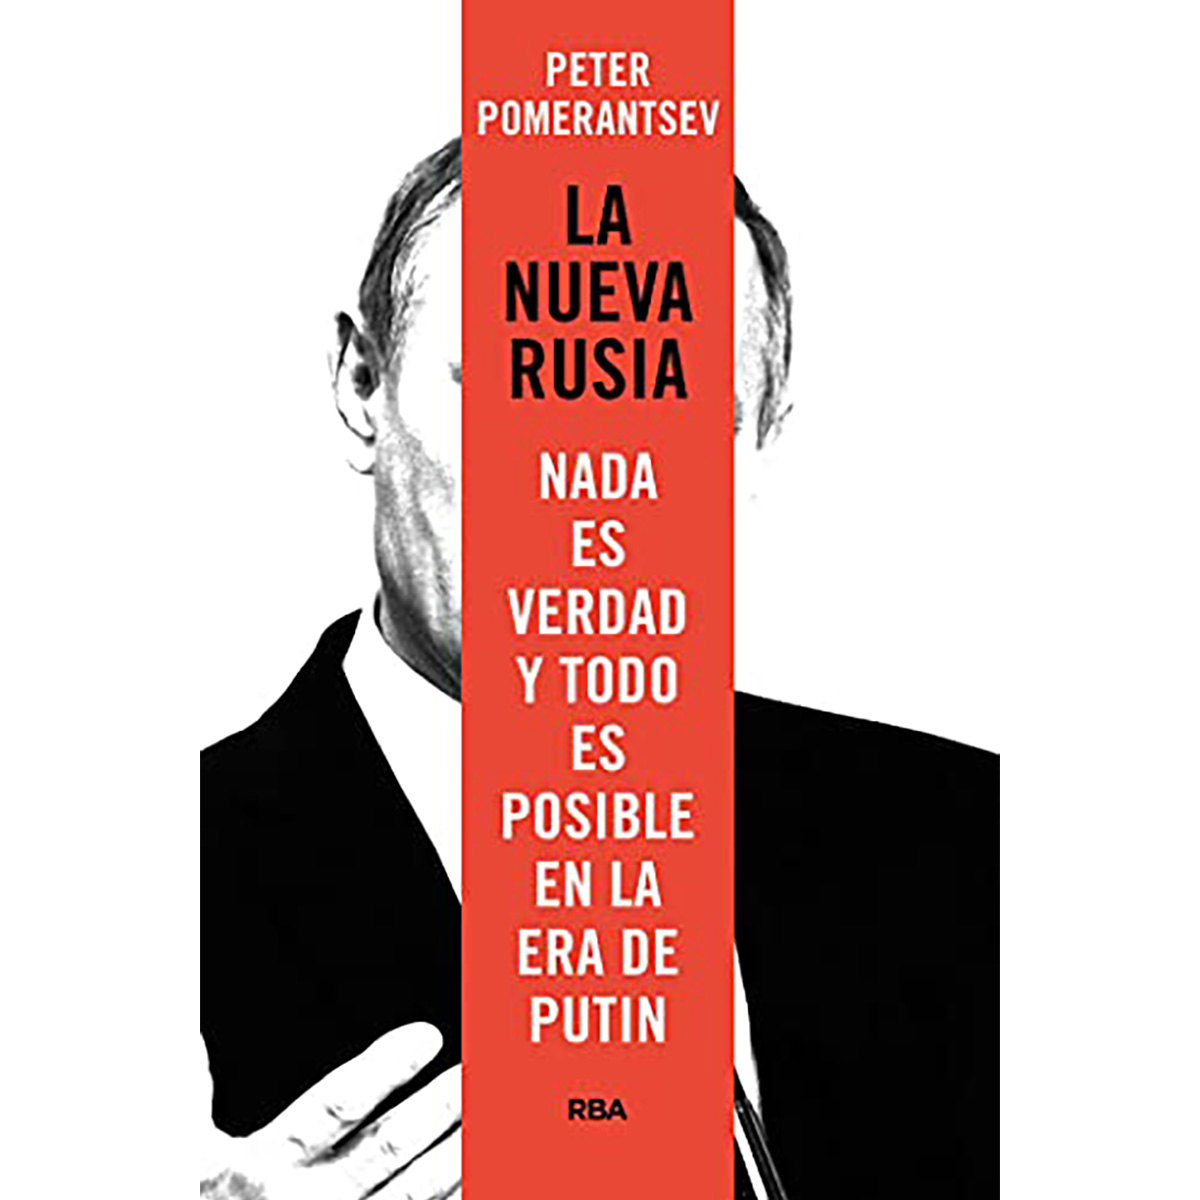 PETER
POMERANTSEV
LA
NUEVA
RUSIA
NADA
ES
VERDAD
Y TODO
ES
POSIBLE
EN LA
ERA DE
PUTIN
RBA